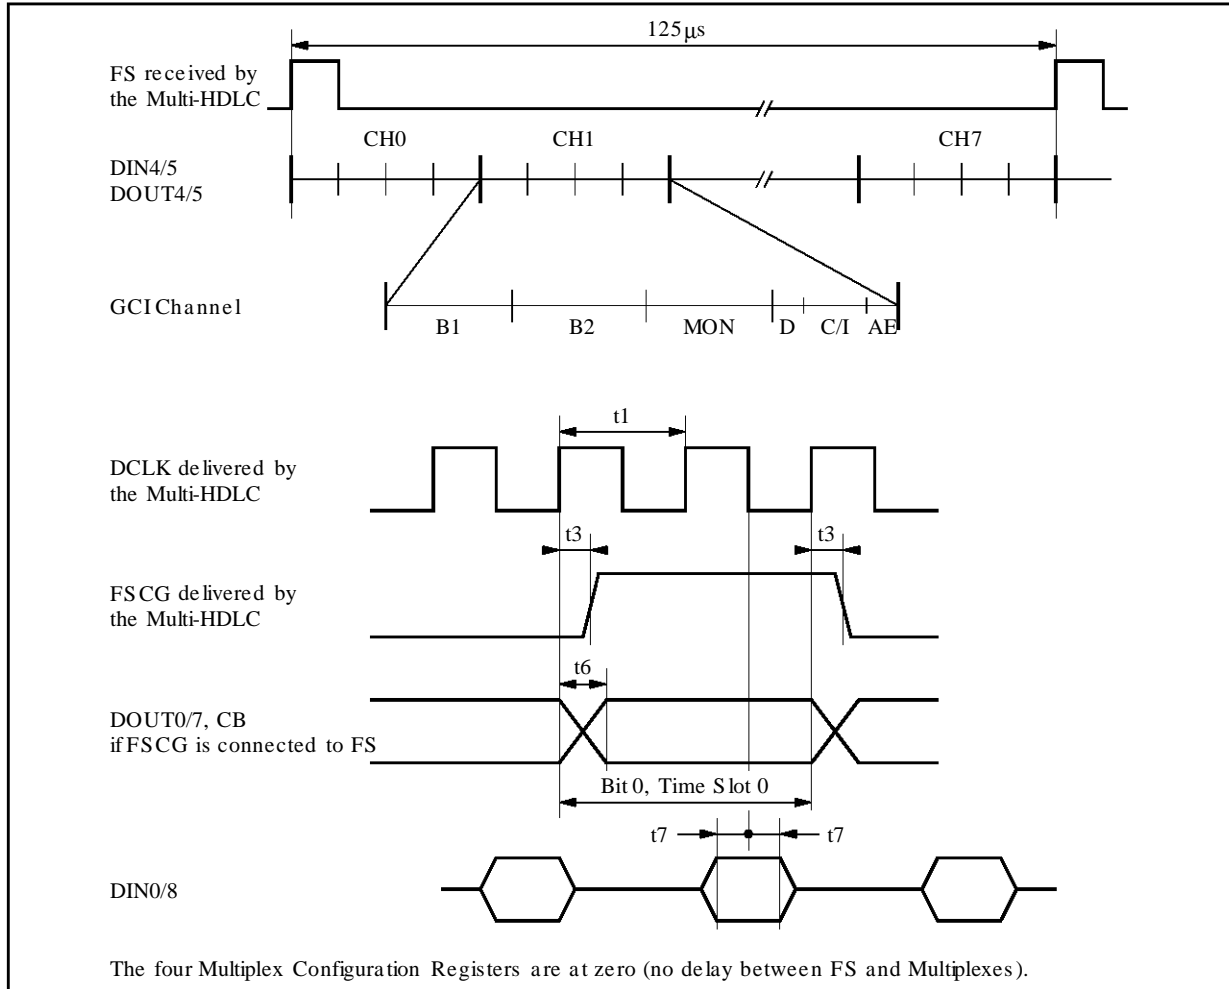 125µs
FS received by
the Multi-HDLC
CH0
CH1
CH7
DIN4/5
DOUT4/5
GCI Channel
B1
B2
MON
D
C/I
AE
t1
DCLK delivered by
the Multi-HDLC
t3
t3
FSCG delivered by
the Multi-HDLC
t6
DOUT0/7, CB
if FSCG is connected to FS
Bit 0, Time Slot 0
t7
t7
DIN0/8
The four Multiplex Configuration Registers are at zero (no delay between FS and Multiplexes).